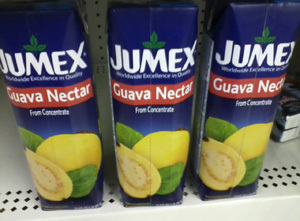 JUMEX
Worldwide Excellence in Quality
Guava Nectar
From Concentrate
JUMEX
Worldwide Excellence in Quality
Guava Nectar
From Concentrate
JUMEX
Worldwide Excellence in Quality
Guava Nectar
From Concentrate